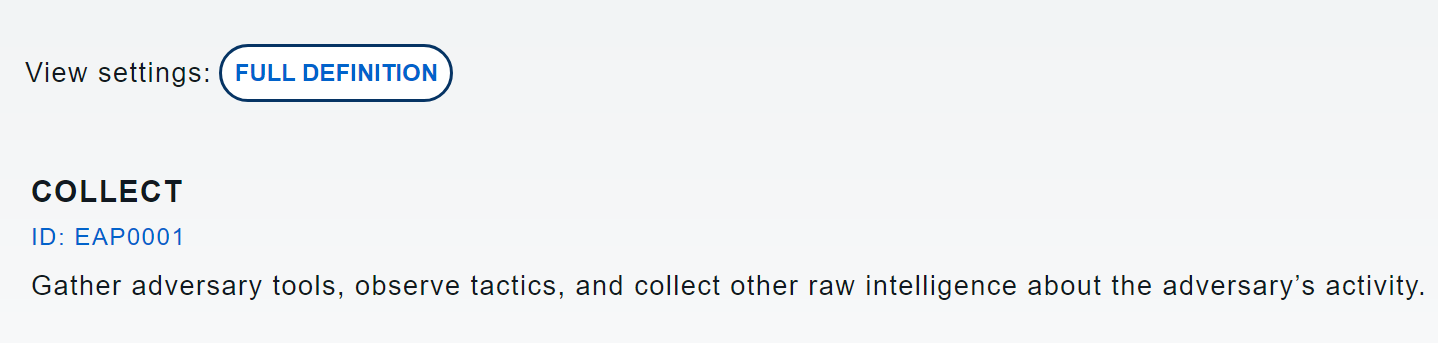 View settings: FULL DEFINITION
COLLECT
ID: EAP0001
Gather adversary tools, observe tactics, and collect other raw intelligence about the adversary’s activity.